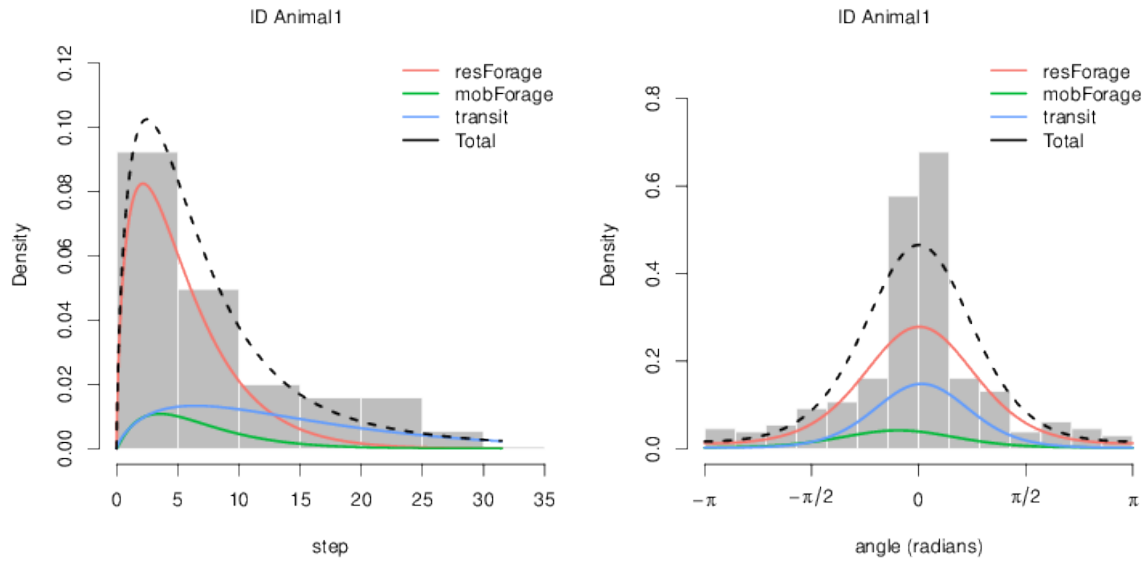 ID Animal1
resForage
mobForage
transit
Total
Density
0.00
0.02
0.04
0.06
0.08
0.10
0.12
0 5 10 15 20 25 30 35
step
ID Animal1
resForage
mobForage
transit
Total
Density
0.0
0.2
0.4
0.6
0.8
−π −π/2 0 π/2 π
angle (radians)